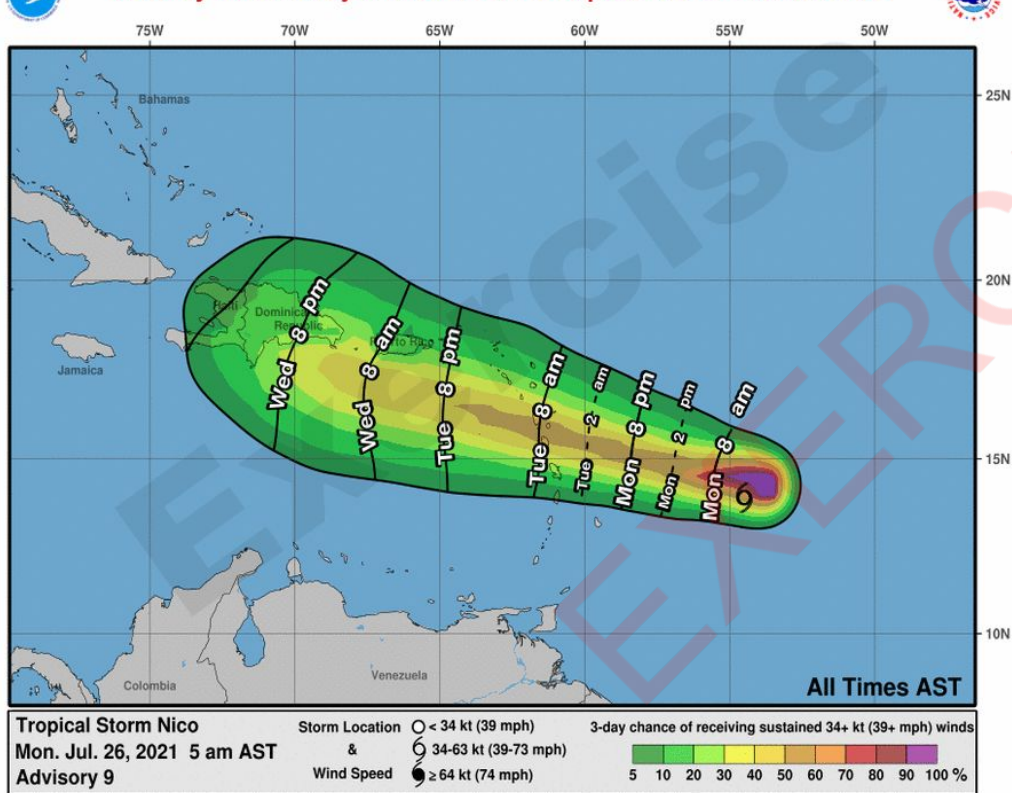 75W 70W 65W 60W 55W 50W
25N
Bahamas
20N
Haiti
Dominican
Republic
Puerto Rico
Jamaica
15N
10N
Colombia
Venezuela
Wed 8 pm
Wed 8 am
Tue 8 pm
Tue 8 am
Tue 2 am
Mon 8 pm
Mon 2 pm
Mon 8 am
Exercise
EXERC
All Times AST
Tropical Storm Nico
Mon. Jul. 26, 2021 5 am AST
Advisory 9
Storm Location
&
Wind Speed
< 34 kt (39 mph)
34-63 kt (39-73 mph)
≥ 64 kt (74 mph)
3-day chance of receiving sustained 34+ kt (39+ mph) winds
5 10 20 30 40 50 60 70 80 90 100 %